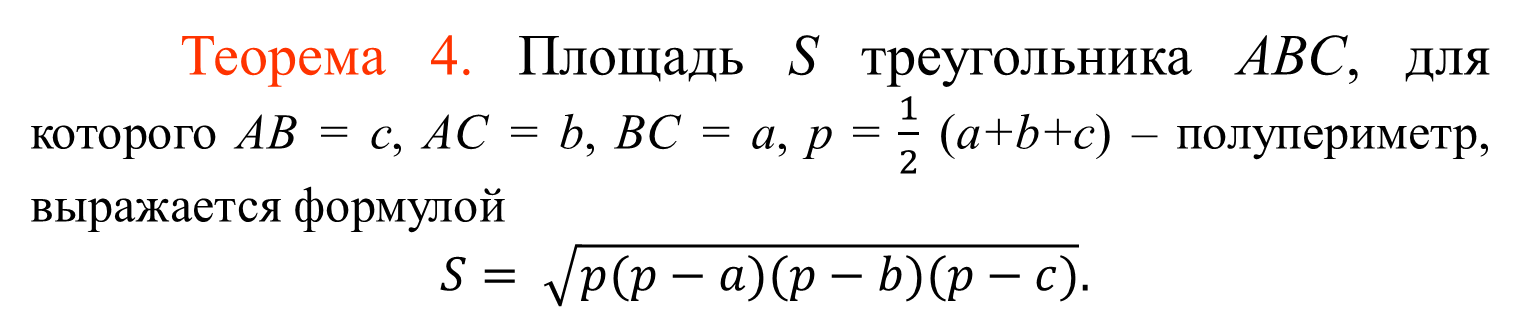 Теорема 4. Площадь S треугольника ABC, для
которого AB = c, AC = b, BC = a, p = 1/2 (a+b+c) – полупериметр,
выражается формулой
S = √(p(p − a)(p − b)(p − c)).